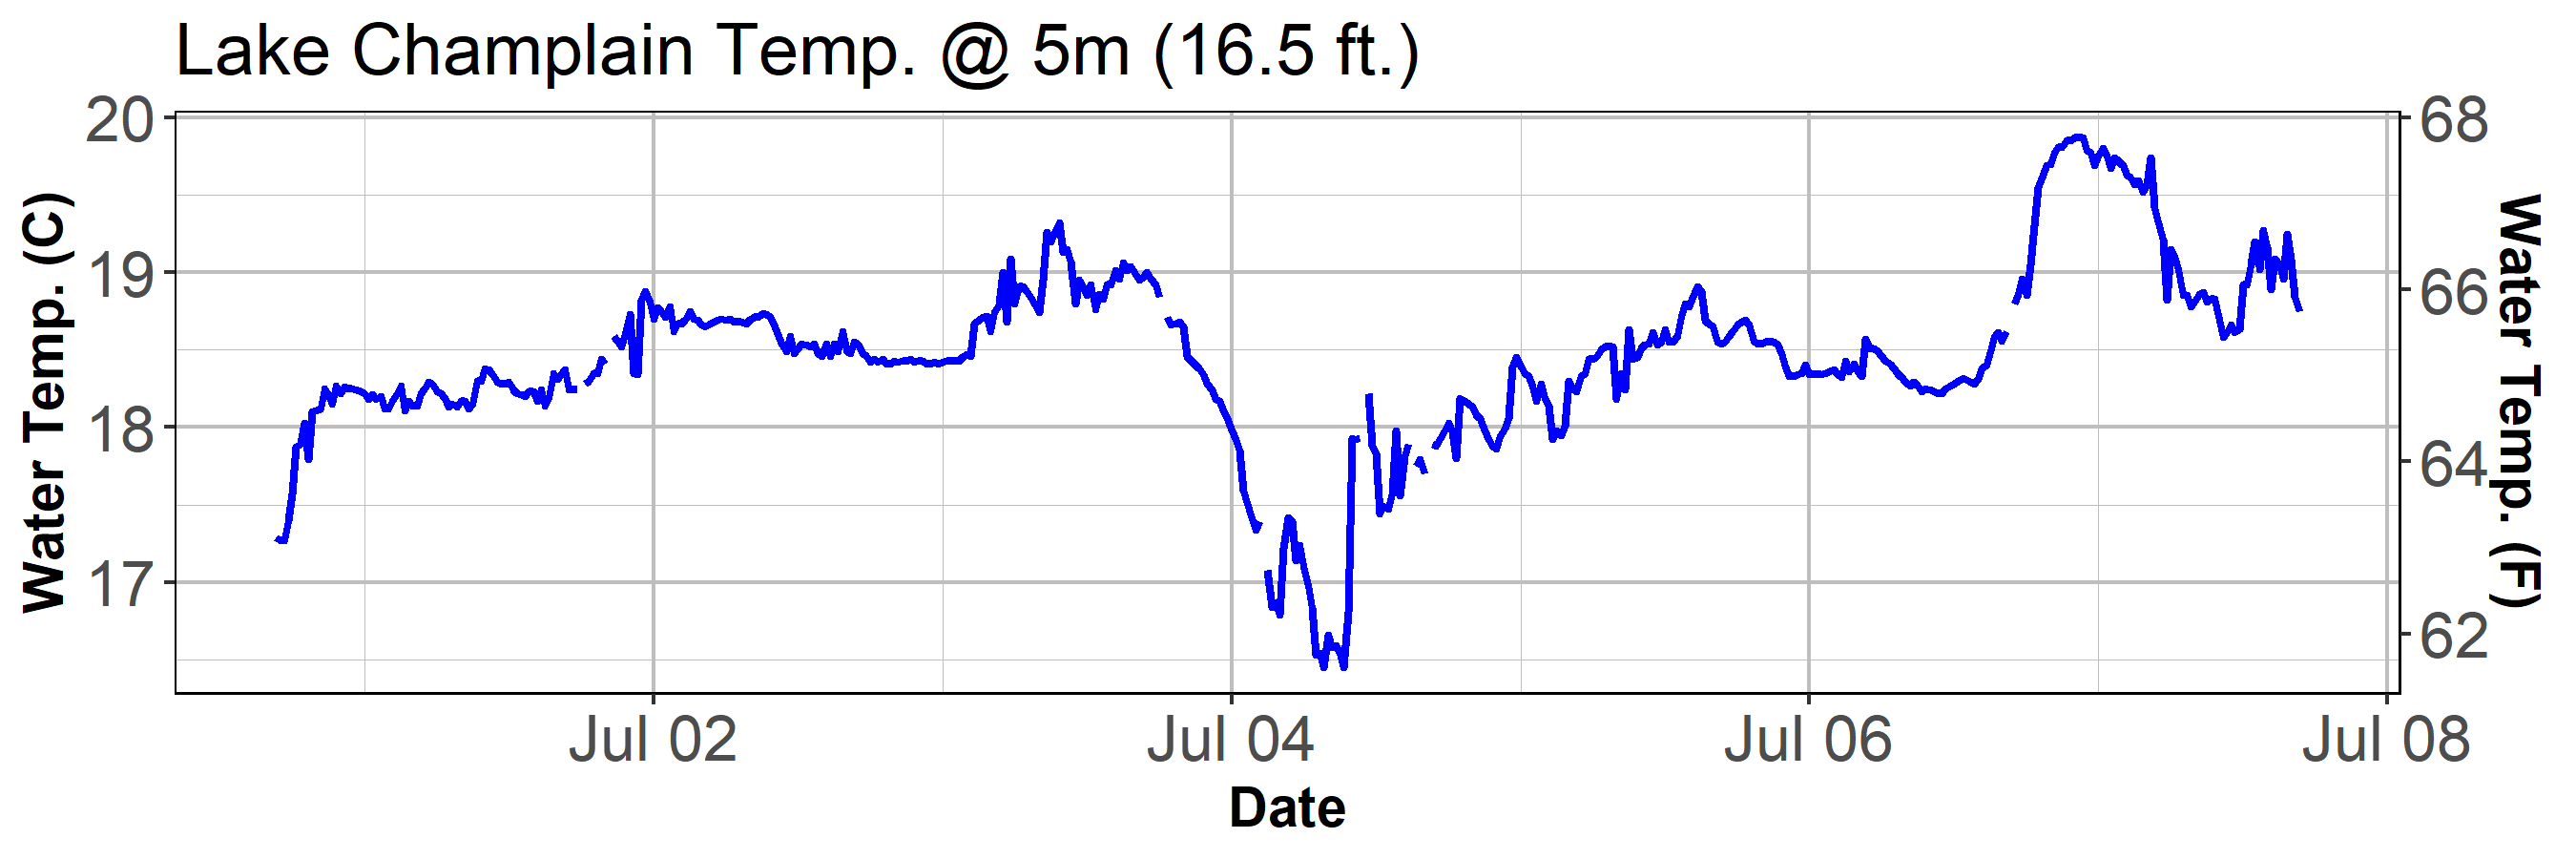 Lake Champlain Temp. @ 5m (16.5 ft.)
Water Temp. (C)
20
19
18
17
68
66
64
62
Water Temp. (F)
Jul 02 Jul 04 Jul 06 Jul 08
Date